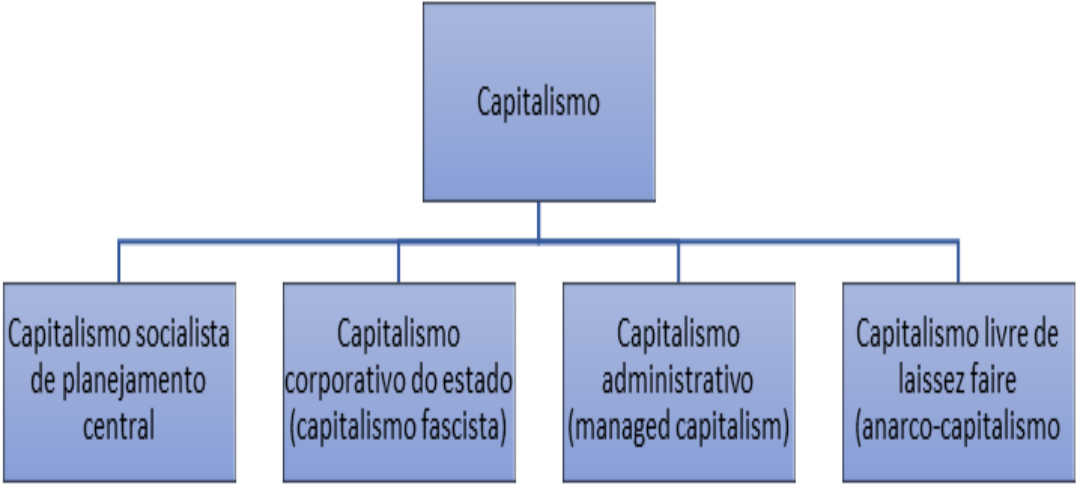 Capitalismo
Capitalismo socialista
de planejamento
central
Capitalismo
corporativo do estado
(capitalismo fascista)
Capitalismo
administrativo
(managed capitalism)
Capitalismo livre de
laissez faire
(anarco-capitalismo